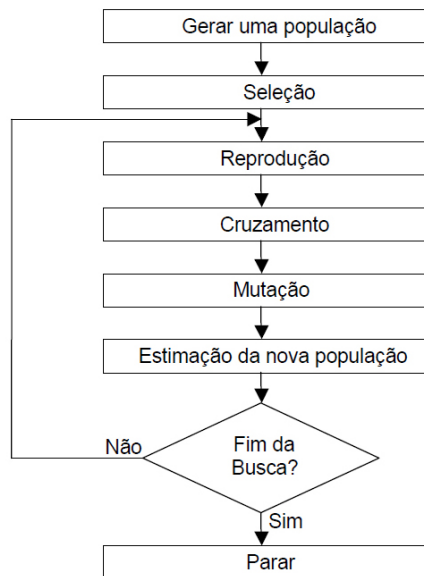 Gerar uma população
Seleção
Reprodução
Cruzamento
Mutação
Estimação da nova população
Não
Fim da
Busca?
Sim
Parar